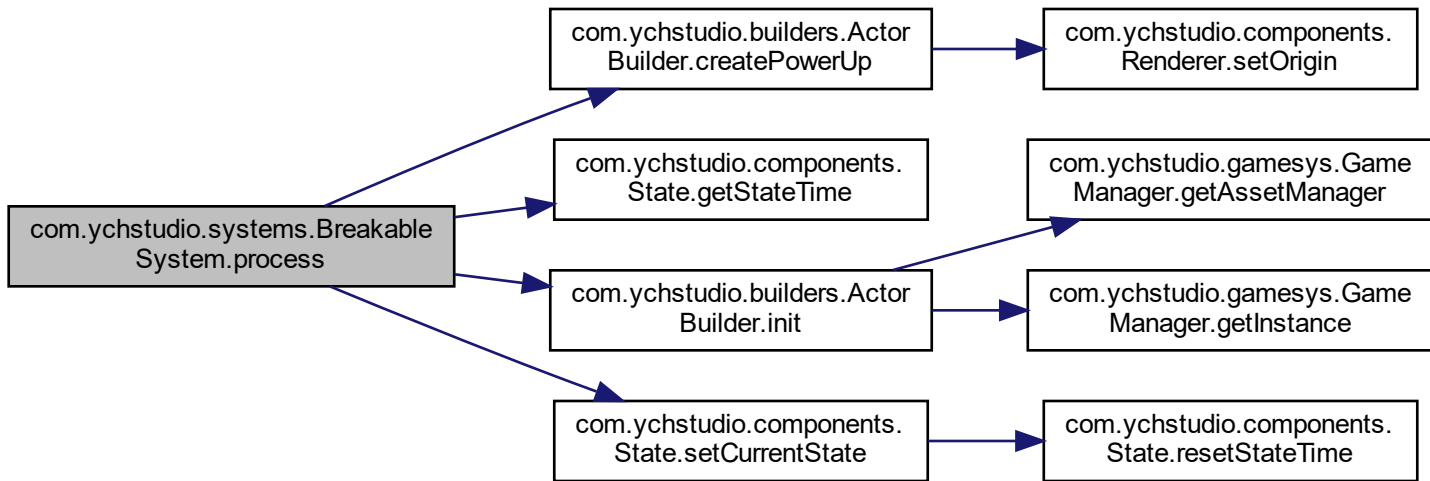 com.ychstudio.systems.Breakable
System.process
com.ychstudio.builders.Actor
Builder.createPowerUp
com.ychstudio.components.
Renderer.setOrigin
com.ychstudio.components.
State.getStateTime
com.ychstudio.builders.Actor
Builder.init
com.ychstudio.gamesys.Game
Manager.getAssetManager
com.ychstudio.gamesys.Game
Manager.getInstance
com.ychstudio.components.
State.setCurrentState
com.ychstudio.components.
State.resetStateTime